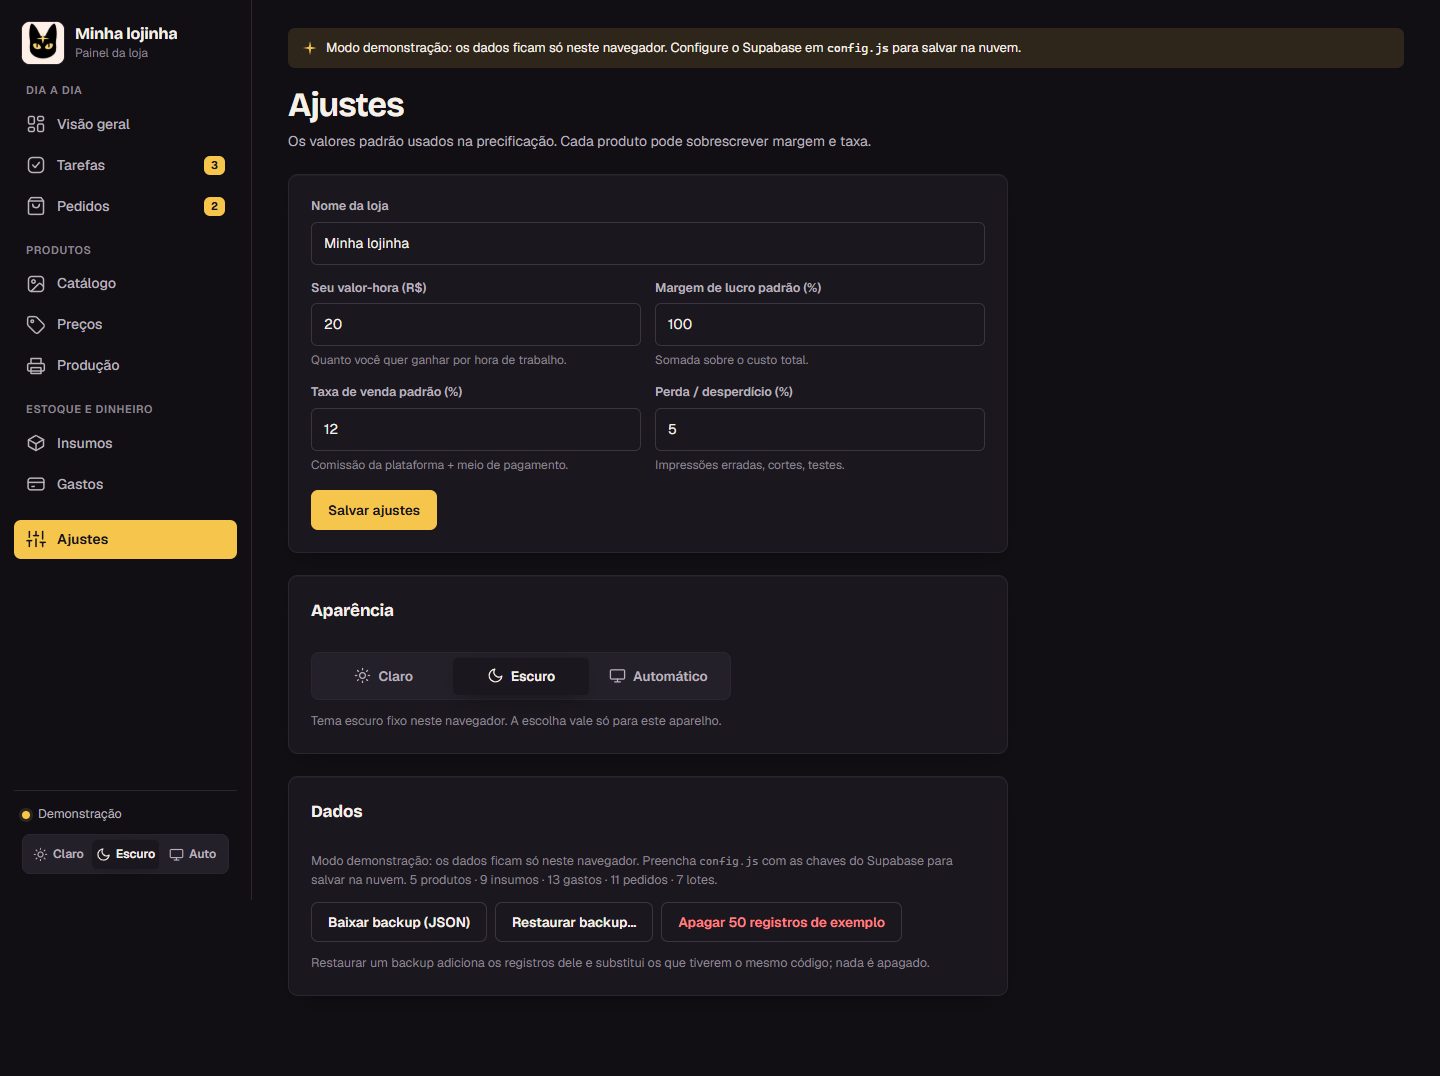 Minha lojinha
Painel da loja
DIA A DIA
Visão geral
Tarefas 3
Pedidos 2
PRODUTOS
Catálogo
Preços
Produção
ESTOQUE E DINHEIRO
Insumos
Gastos
Ajustes
Demonstração
Claro Escuro Auto
Modo demonstração: os dados ficam só neste navegador. Configure o Supabase em config.js para salvar na nuvem.
Ajustes
Os valores padrão usados na precificação. Cada produto pode sobrescrever margem e taxa.
Nome da loja
Minha lojinha
Seu valor-hora (R$) Margem de lucro padrão (%)
20 100
Quanto você quer ganhar por hora de trabalho. Somada sobre o custo total.
Taxa de venda padrão (%) Perda / desperdício (%)
12 5
Comissão da plataforma + meio de pagamento. Impressões erradas, cortes, testes.
Salvar ajustes
Aparência
Claro Escuro Automático
Tema escuro fixo neste navegador. A escolha vale só para este aparelho.
Dados
Modo demonstração: os dados ficam só neste navegador. Preencha config.js com as chaves do Supabase para
salvar na nuvem. 5 produtos · 9 insumos · 13 gastos · 11 pedidos · 7 lotes.
Baixar backup (JSON) Restaurar backup... Apagar 50 registros de exemplo
Restaurar um backup adiciona os registros dele e substitui os que tiverem o mesmo código; nada é apagado.